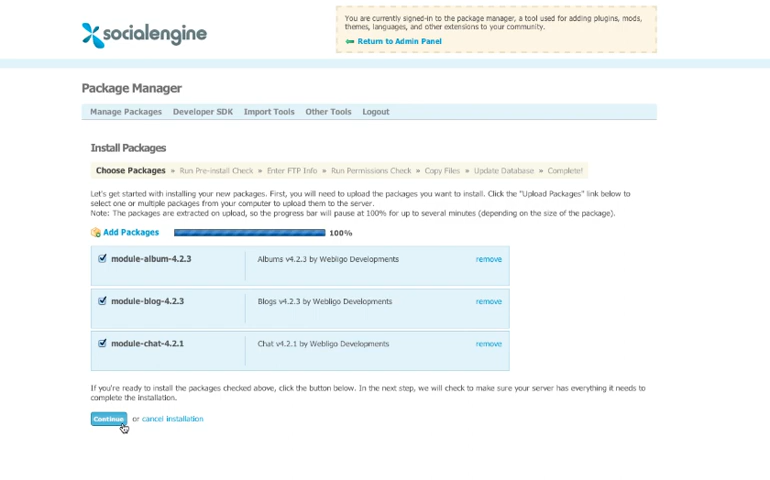 socialengine
You are currently signed-in to the package manager, a tool used for adding plugins, mods,
themes, languages, and other extensions to your community.
Return to Admin Panel
Package Manager
Manage Packages Developer SDK Import Tools Other Tools Logout
Install Packages
Choose Packages » Run Pre-install Check » Enter FTP Info » Run Permissions Check » Copy Files » Update Database » Complete!
Let's get started with installing your new packages. First, you will need to upload the packages you want to install. Click the "Upload Packages" link below to
select one or multiple packages from your computer to upload them to the server.
Note: The packages are extracted on upload, so the progress bar will pause at 100% for up to several minutes (depending on the size of the package).
Add Packages 100%
module-album-4.2.3 Albums v4.2.3 by Webligo Developments remove
module-blog-4.2.3 Blogs v4.2.3 by Webligo Developments remove
module-chat-4.2.1 Chat v4.2.1 by Webligo Developments remove
If you're ready to install the packages checked above, click the button below. In the next step, we will check to make sure your server has everything it needs to
complete the installation.
Continue or cancel installation